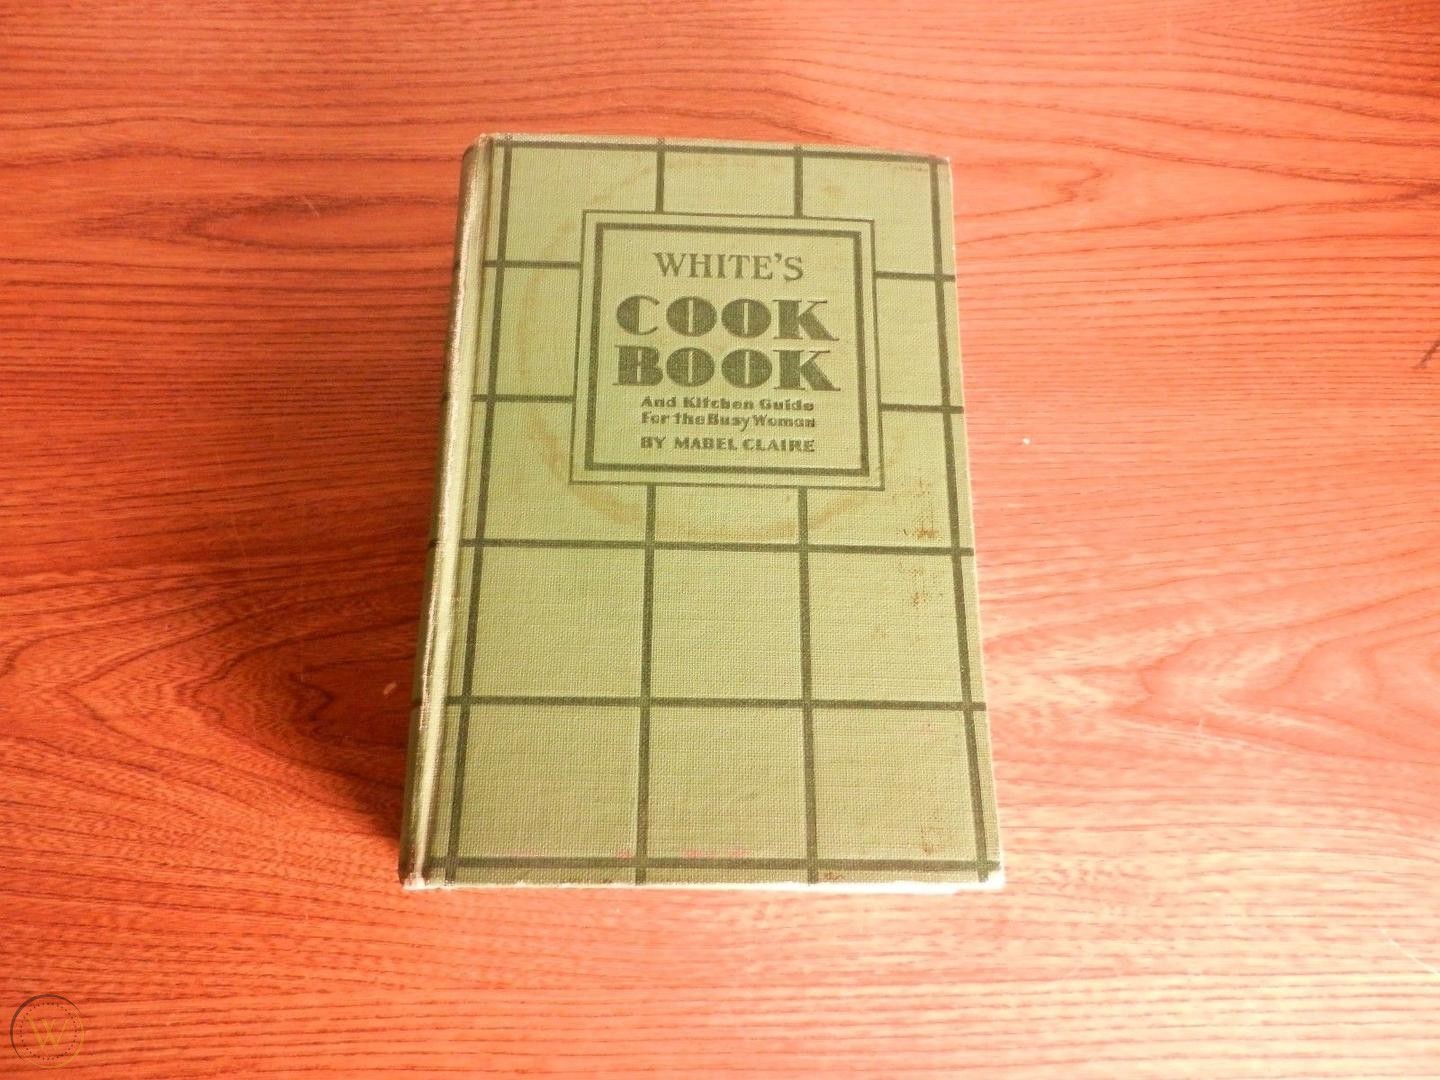 WHITE'S
COOK
BOOK
And Kitchen Guide
For the Busy Woman
BY MABEL CLAIRE
W